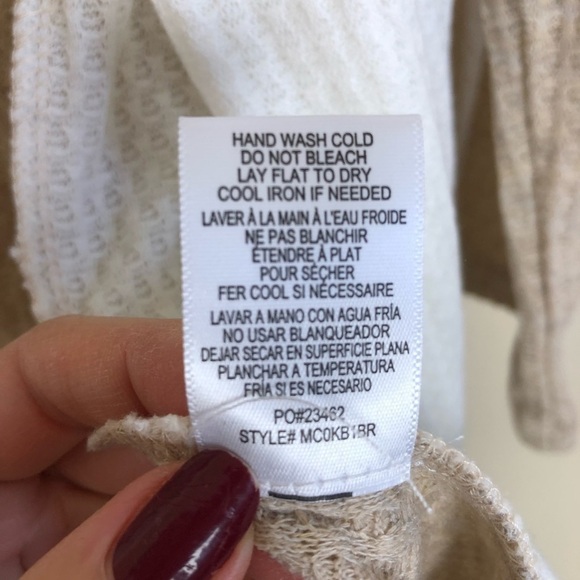 HAND WASH COLD
DO NOT BLEACH
LAY FLAT TO DRY
COOL IRON IF NEEDED
LAVER À LA MAIN À L'EAU FROIDE
NE PAS BLANCHIR
ÉTENDRE À PLAT
POUR SÉCHER
FER COOL SI NÉCESSAIRE
LAVAR A MANO CON AGUA FRÍA
NO USAR BLANQUEADOR
DEJAR SECAR EN SUPERFICIE PLANA
PLANCHAR A TEMPERATURA
FRÍA SI ES NECESARIO
PO#23462
STYLE# MC0KB1BR